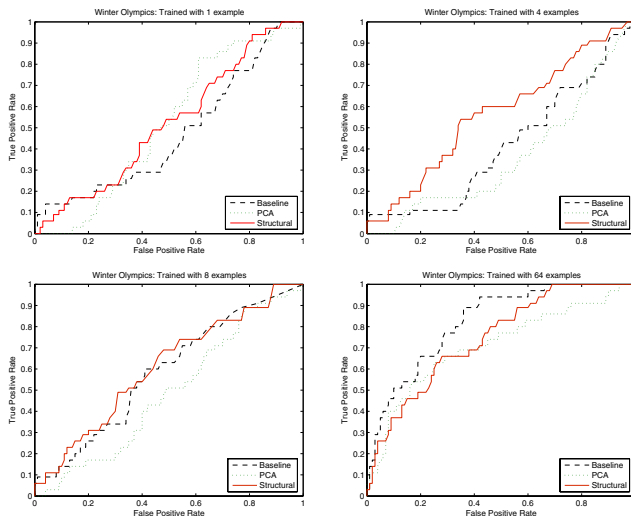 Winter Olympics: Trained with 1 example
1
0.9
0.8
0.7
0.6
0.5
0.4
0.3
0.2
0.1
0
True Positive Rate
Baseline
PCA
Structural
0 0.2 0.4 0.6 0.8 1
False Positive Rate
Winter Olympics: Trained with 4 examples
1
0.9
0.8
0.7
0.6
0.5
0.4
0.3
0.2
0.1
0
True Positive Rate
Baseline
PCA
Structural
0 0.2 0.4 0.6 0.8 1
False Positive Rate
Winter Olympics: Trained with 8 examples
1
0.9
0.8
0.7
0.6
0.5
0.4
0.3
0.2
0.1
0
True Positive Rate
Baseline
PCA
Structural
0 0.2 0.4 0.6 0.8 1
False Positive Rate
Winter Olympics: Trained with 64 examples
1
0.9
0.8
0.7
0.6
0.5
0.4
0.3
0.2
0.1
0
True Positive Rate
Baseline
PCA
Structural
0 0.2 0.4 0.6 0.8
False Positive Rate